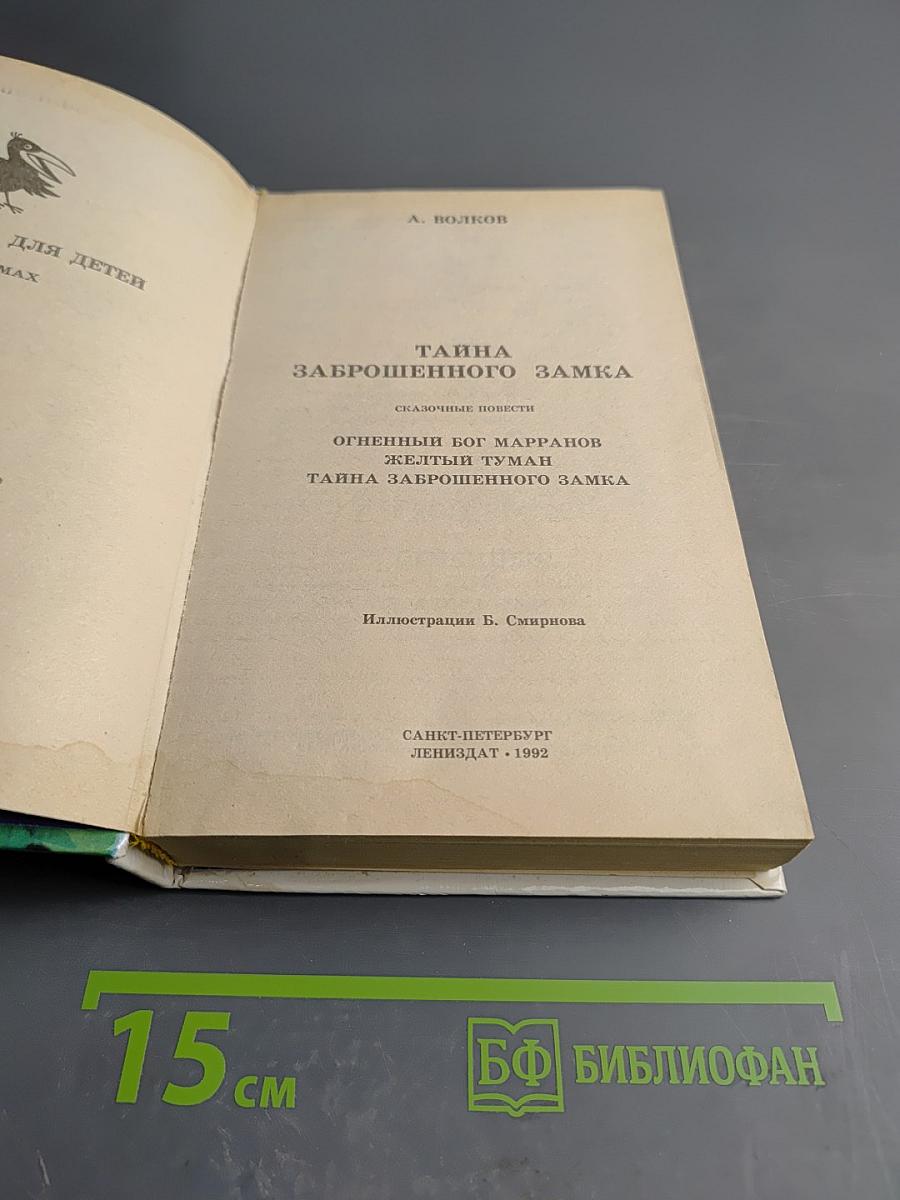 ДЛЯ ДЕТЕЙ
А. ВОЛКОВ
ТАЙНА
ЗАБРОШЕННОГО ЗАМКА
СКАЗОЧНЫЕ ПОВЕСТИ
ОГНЕННЫЙ БОГ МАРРАНОВ
ЖЕЛТЫЙ ТУМАН
ТАЙНА ЗАБРОШЕННОГО ЗАМКА
Иллюстрации Б. Смирнова
САНКТ-ПЕТЕРБУРГ
ЛЕНИЗДАТ • 1992
15 см
БФ БИБЛИОФАН